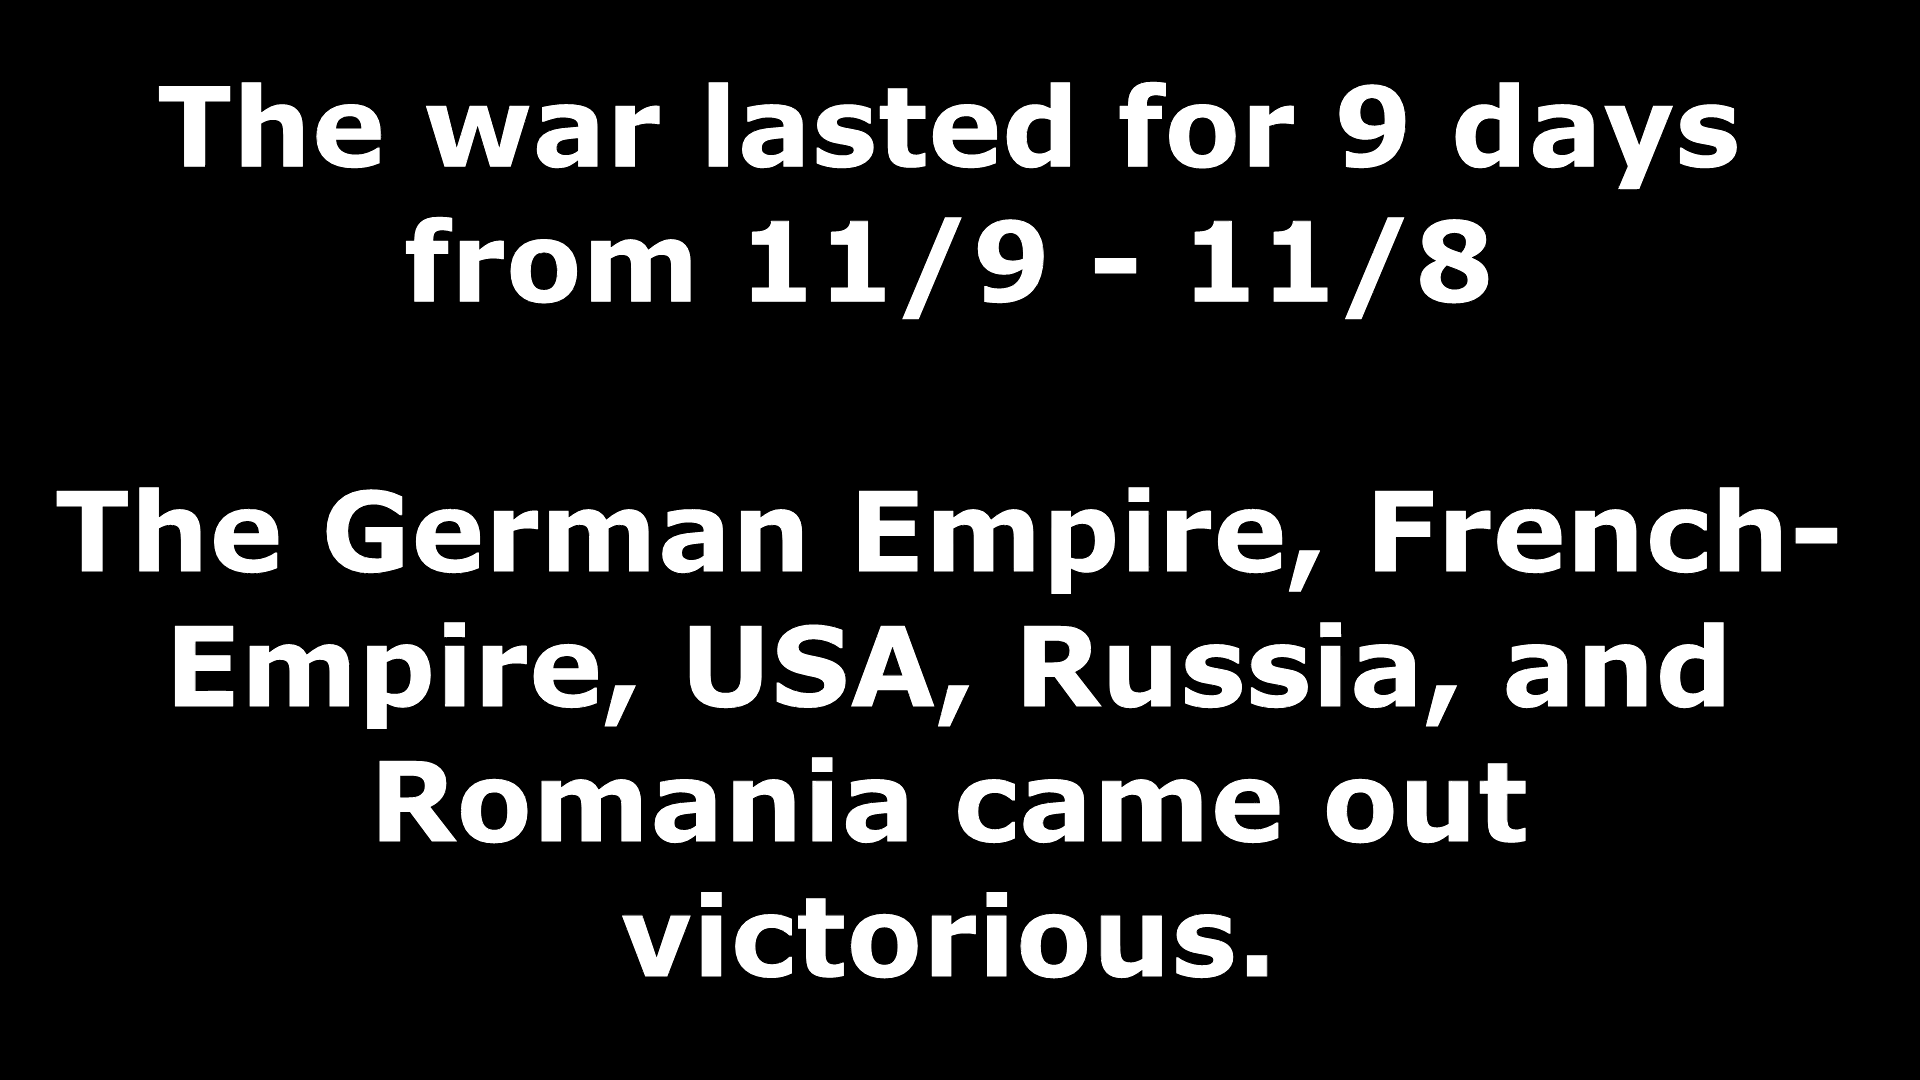 The war lasted for 9 days
from 11/9 - 11/8
The German Empire, French-
Empire, USA, Russia, and
Romania came out
victorious.